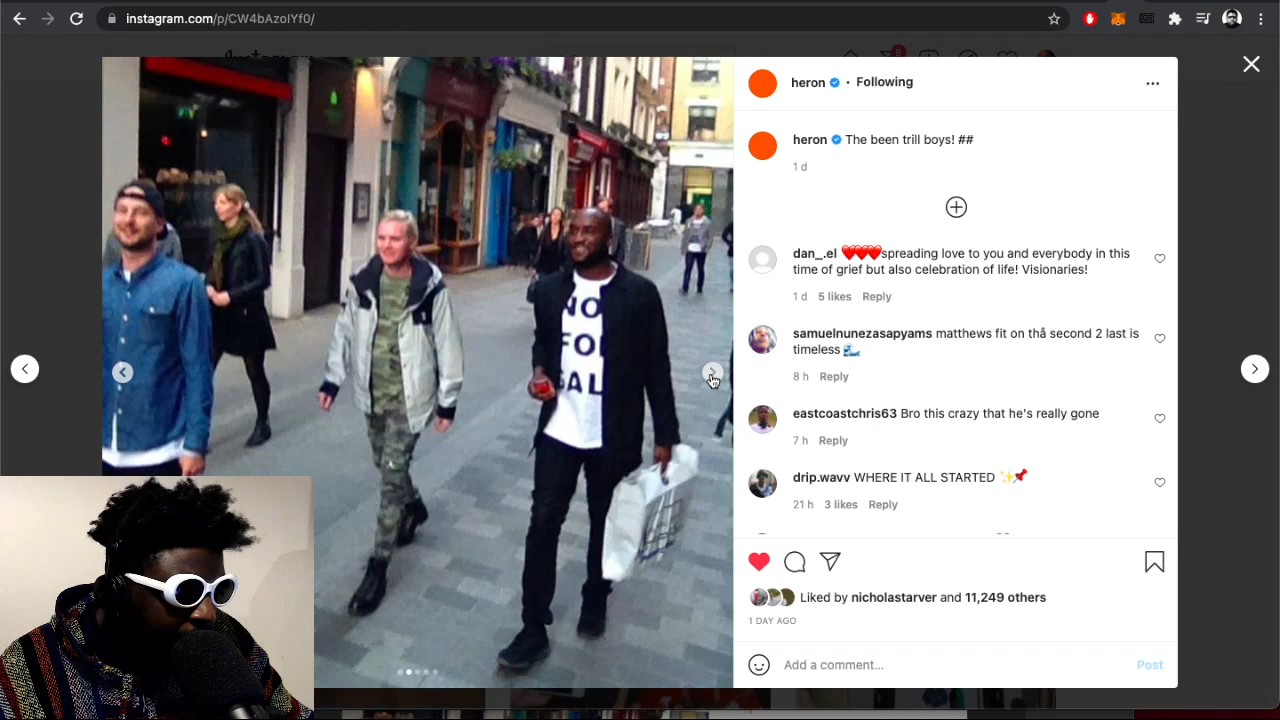 instagram.com/p/CW4bAzolYf0/
heron • Following
heron The been trill boys! ##
1 d
dan_.el ❤️❤️❤️spreading love to you and everybody in this
time of grief but also celebration of life! Visionaries!
1 d 5 likes Reply
samuelnunezasapyams matthews fit on thå second 2 last is
timeless🌊
8 h Reply
eastcoastchris63 Bro this crazy that he's really gone
7 h Reply
drip.wavv WHERE IT ALL STARTED ✨📌
21 h 3 likes Reply
Liked by nicholastarver and 11,249 others
1 DAY AGO
Add a comment...
Post
NO
FO
SAL